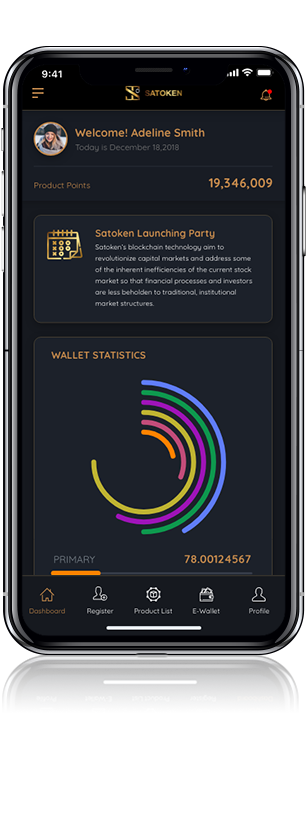 9:41
SATOKEN
Welcome! Adeline Smith
Today is December 18,2018
Product Points 19,346,009
Satoken Launching Party
Satoken's blockchain technology aim to
revolutionize capital markets and address some
of the inherent inefficiencies of the current stock
market so that financial processes and investors
are less beholden to traditional, institutional
market structures.
WALLET STATISTICS
PRIMARY 78.00124567
Dashboard Register Product List E-Wallet Profile